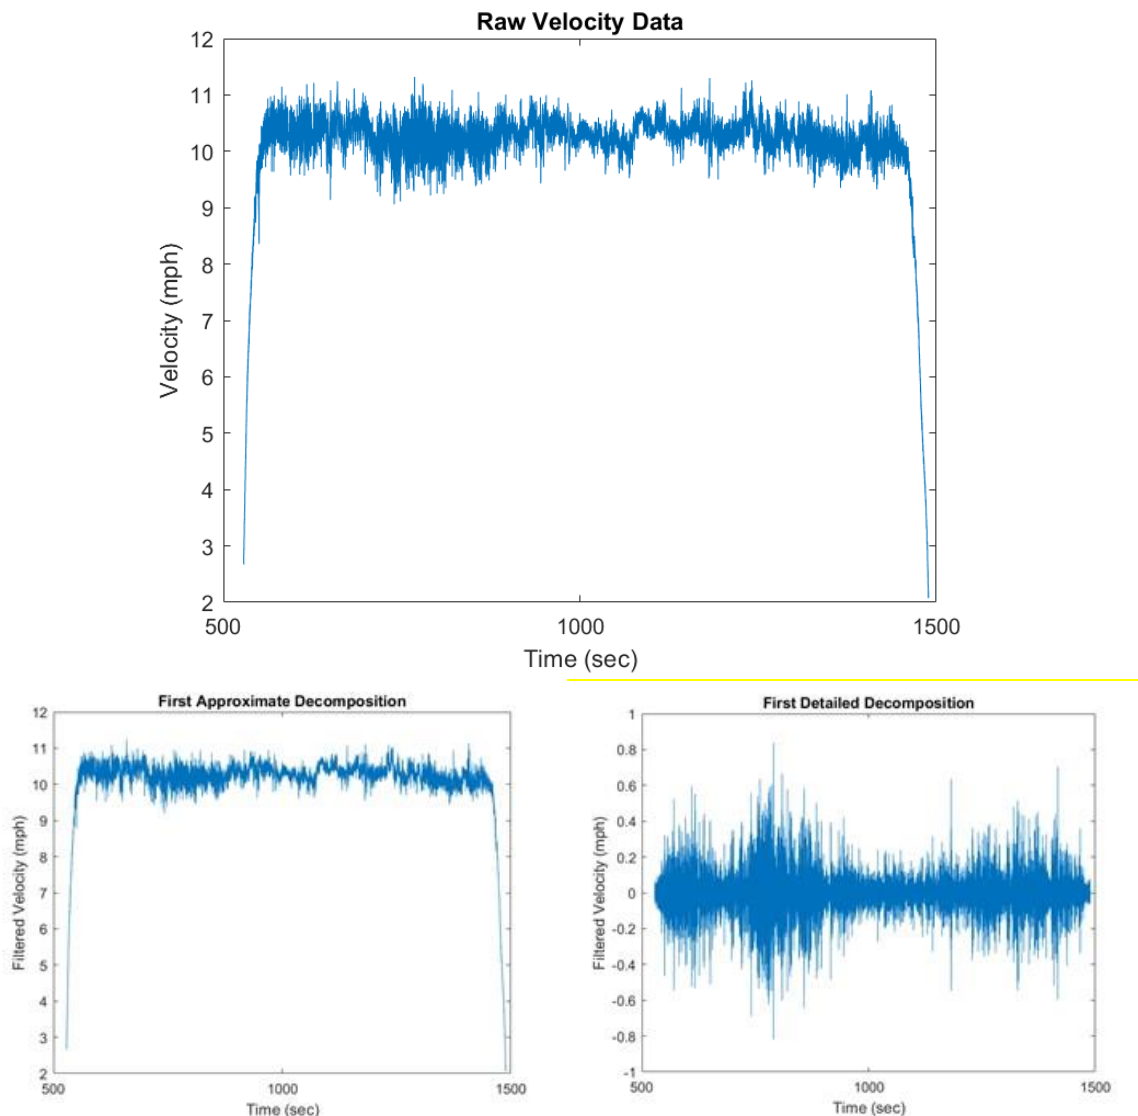 Raw Velocity Data
12
11
10
9
8
7
6
5
4
3
2
Velocity (mph)
500 1000 1500
Time (sec)
First Approximate Decomposition
12
11
10
9
8
7
6
5
4
3
2
Filtered Velocity (mph)
500 1000 1500
Time (sec)
First Detailed Decomposition
1
0.8
0.6
0.4
0.2
0
-0.2
-0.4
-0.6
-0.8
-1
Filtered Velocity (mph)
500 1000 1500
Time (sec)